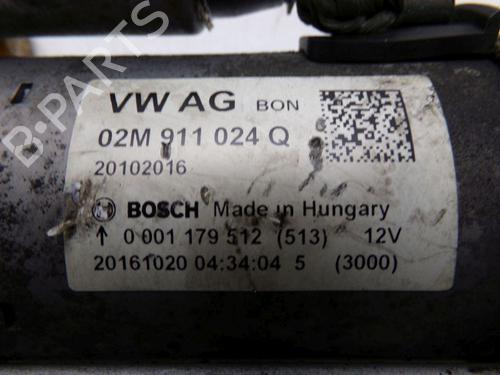 VW AG BON
02M 911 024 Q
20102016
BOSCH Made in Hungary
↑ 0 001 179 512 (513) 12V
20161020 04:34:04 5 (3000)
B-PARTS